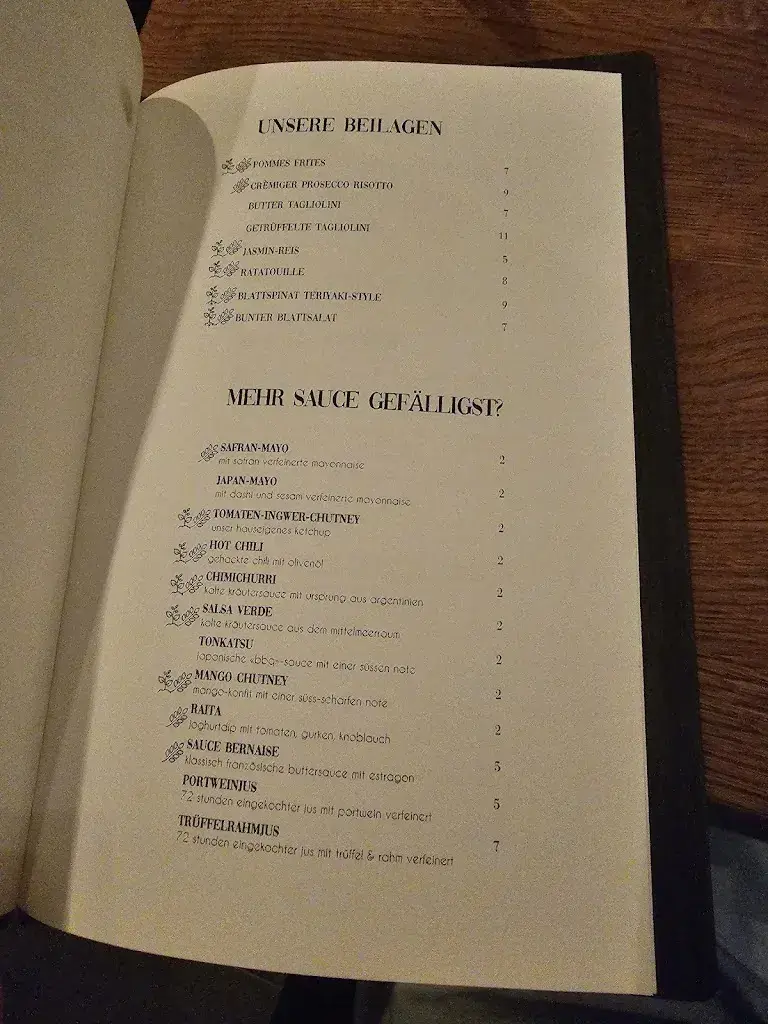 UNSERE BEILAGEN
POMMES FRITES 7
CRÈMIGER PROSECCO RISOTTO 9
BUTTER TAGLIOLINI 7
GETRÜFFELTE TAGLIOLINI 11
JASMIN-REIS 5
RATATOUILLE 8
BLATTSPINAT TERIYAKI-STYLE 9
BUNTER BLATTSALAT 7
MEHR SAUCE GEFÄLLIGST?
SAFRAN-MAYO 2
mit safran verfeinerte mayonnaise
JAPAN-MAYO 2
mit dashi und sesam verfeinerte mayonnaise
TOMATEN-INGWER-CHUTNEY 2
unser hauseigenes ketchup
HOT CHILI 2
gehackte chili mit olivenöl
CHIMICHURRI 2
kalte kräutersauce mit ursprung aus argentinien
SALSA VERDE 2
kalte kräutersauce aus dem mittelmeerraum
TONKATSU 2
japanische «bbq»-sauce mit einer süssen note
MANGO CHUTNEY 2
mango-konfit mit einer süss-scharfen note
RAITA 2
joghurtdip mit tomaten, gurken, knoblauch
SAUCE BERNAISE 5
klassisch französische buttersauce mit estragon
PORTWEINJUS 5
72 stunden eingekochter jus mit portwein verfeinert
TRÜFFELRAHMJUS 7
72 stunden eingekochter jus mit trüffel & rahm verfeinert